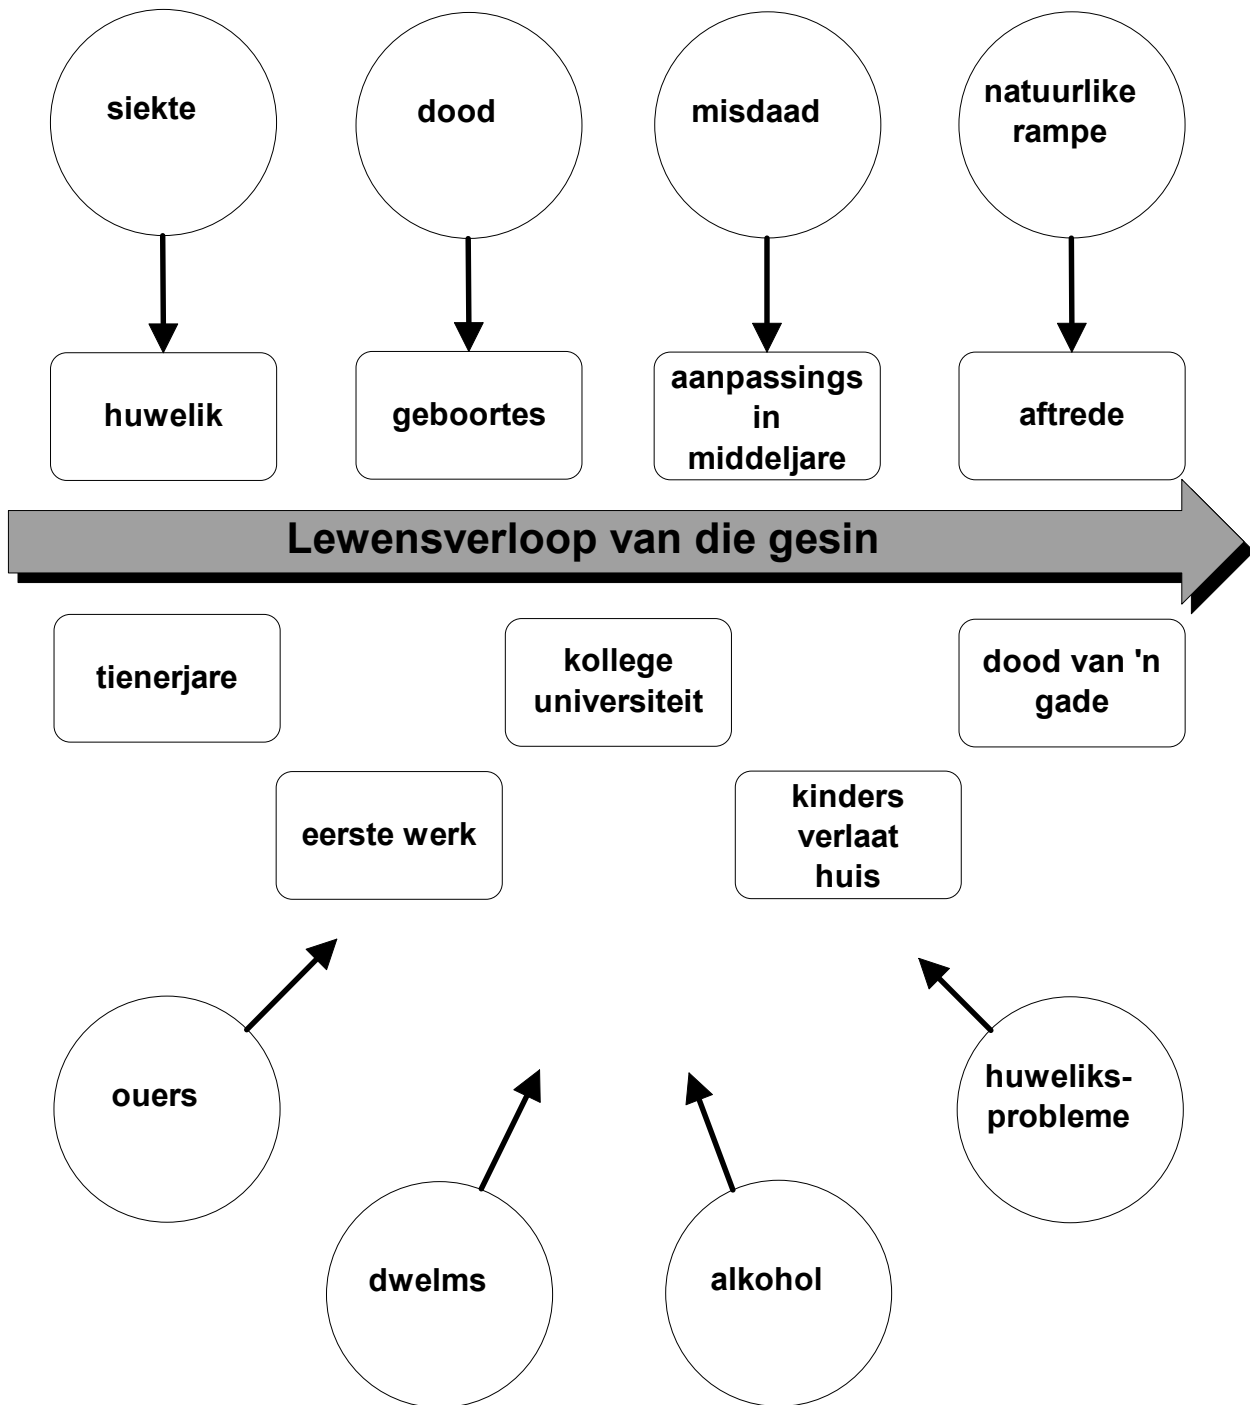 siekte
dood
misdaad
natuurlike
rampe
huwelik
geboortes
aanpassings
in
middeljare
aftrede
Lewensverloop van die gesin
tienerjare
kollege
universiteit
dood van 'n
gade
eerste werk
kinders
verlaat
huis
ouers
huweliks-
probleme
dwelms
alkohol